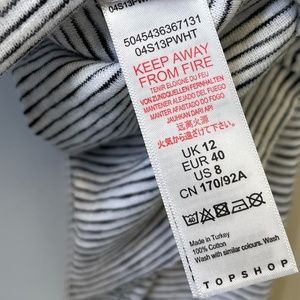 04S13PWHT
5045436367131
04S13PWHT
KEEP AWAY
FROM FIRE
TENIR ELOIGNÉ DU FEU
VON ZUNDQUELLEN FERNHALTEN
MANTENER ALEJADO DEL FUEGO
MANTER AFASTADO DO FOGO
JAUHKAN DARI API
远离火源
火気から遠ざけて下さい。
UK 12
EUR 40
US 8
CN 170/92A
40
Made in Turkey
100% Cotton
Wash with similar colours. Wash
TOPSHOP